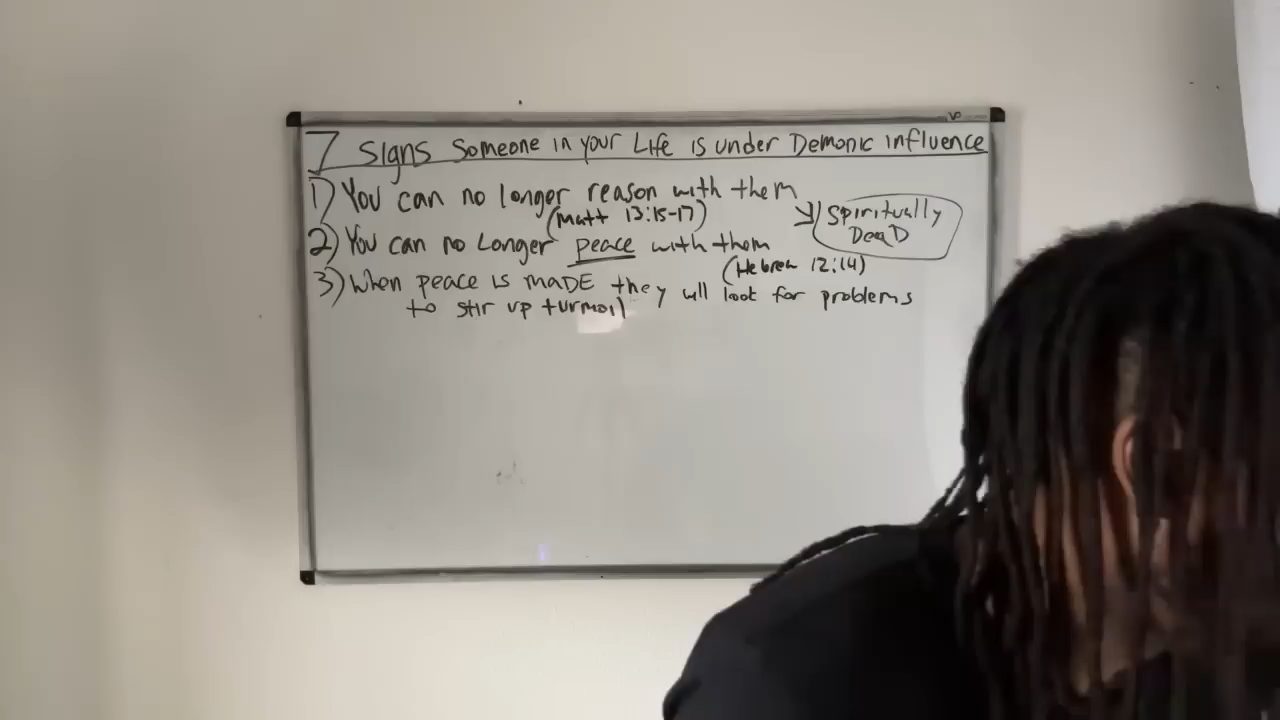 7 Signs Someone in your Life is under Demonic influence
1) You can no longer reason with them
(Matt 13:15-17)
↘ Spiritually
DeaD
2) You can no Longer peace with them
(Hebrew 12:14)
3) When peace is maDE they will look for problems
to stir up turmoil